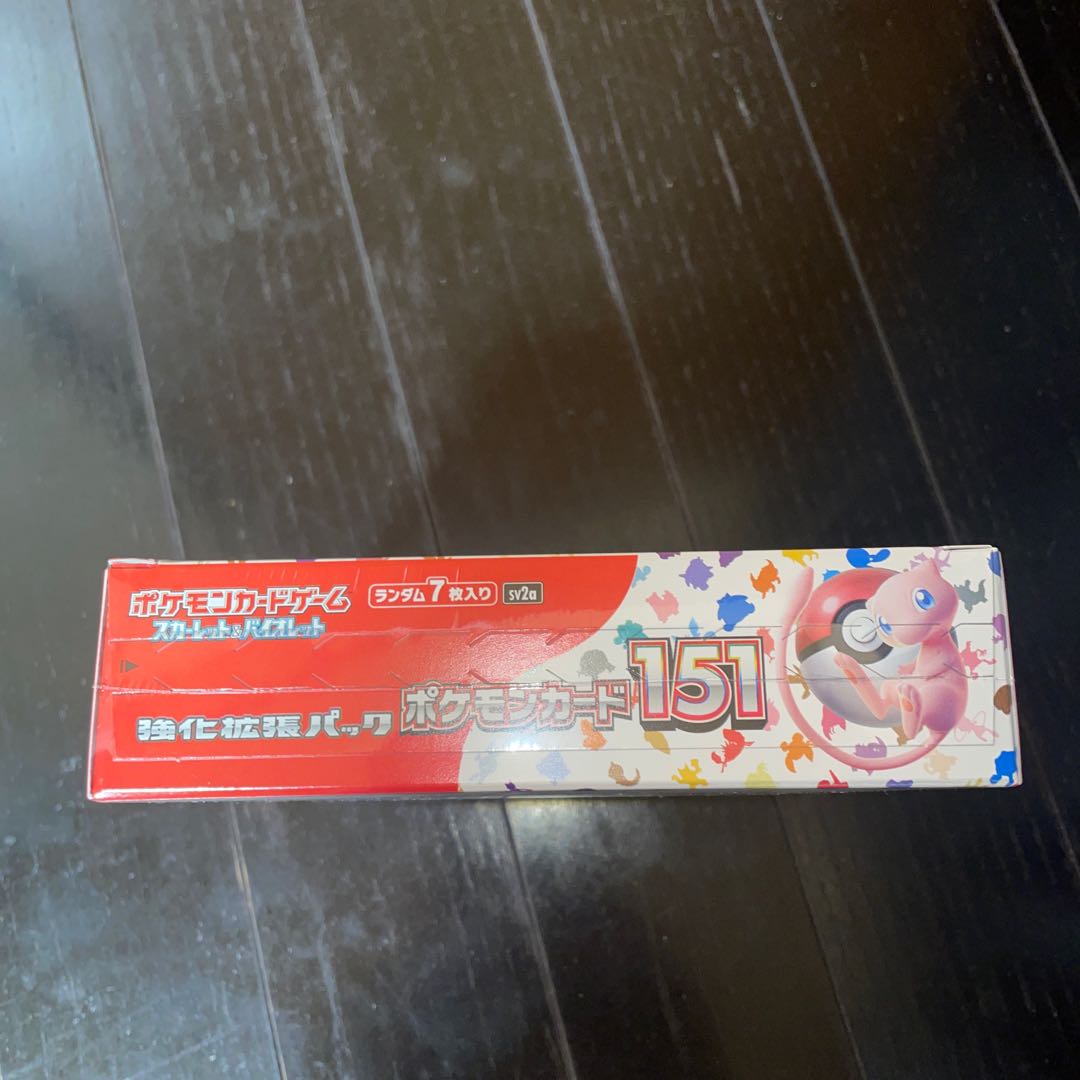 ポケモンカードゲーム
スカーレット&バイオレット
ランダム7枚入り
sv2a
強化拡張パック
ポケモンカード151